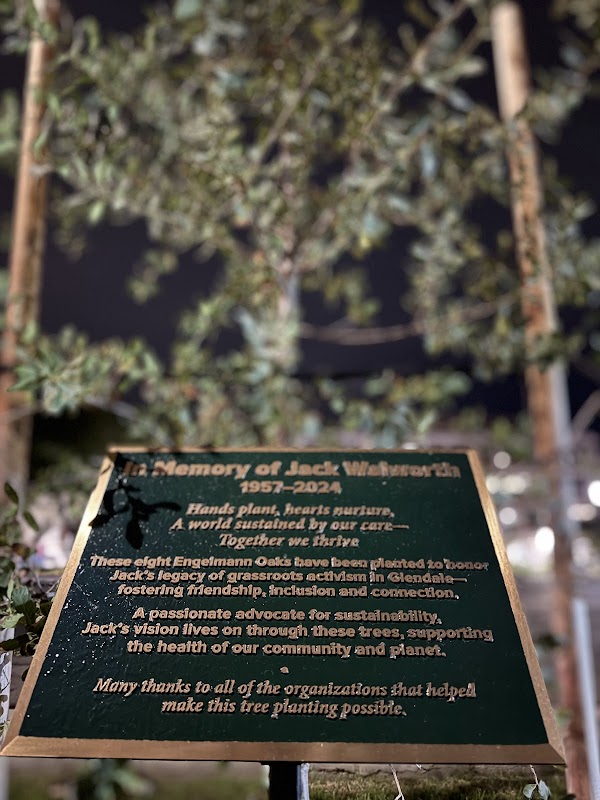 In Memory of Jack Walworth
1957–2024
Hands plant, hearts nurture,
A world sustained by our care—
Together we thrive
These eight Engelmann Oaks have been planted to honor
Jack's legacy of grassroots activism in Glendale—
fostering friendship, inclusion and connection.
A passionate advocate for sustainability,
Jack's vision lives on through these trees, supporting
the health of our community and planet.
Many thanks to all of the organizations that helped
make this tree planting possible.